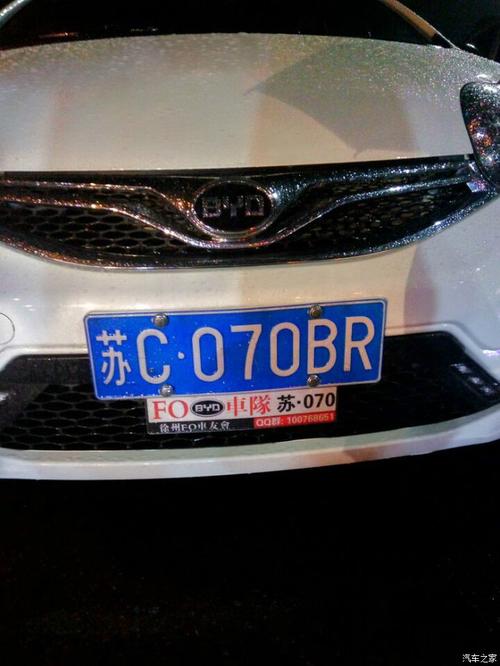 BYD
苏C·070BR
FO BYD 車隊 苏·070
徐州FO車友會 QQ群: 100768651
汽车之家